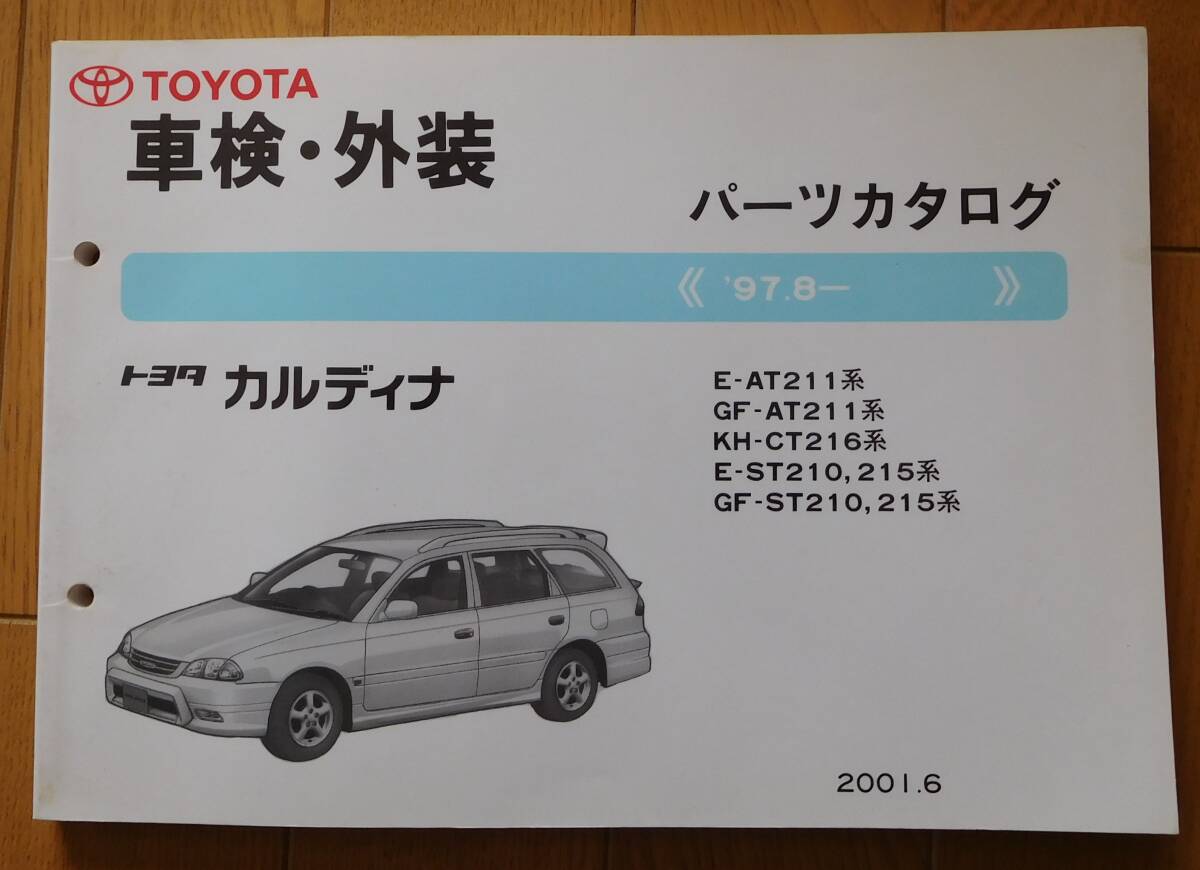 TOYOTA
車検・外装
パーツカタログ
《 '97.8― 》
トヨタ カルディナ
E-AT211系
GF-AT211系
KH-CT216系
E-ST210,215系
GF-ST210,215系
2001.6